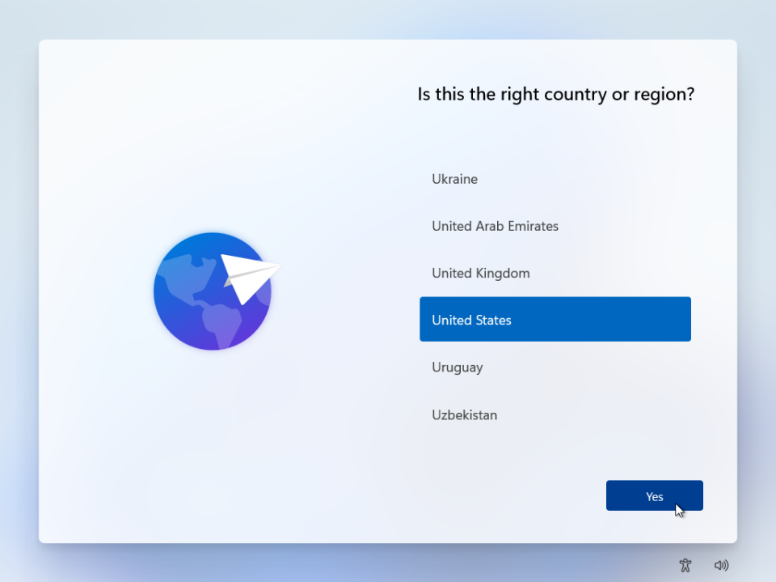 Is this the right country or region?
Ukraine
United Arab Emirates
United Kingdom
United States
Uruguay
Uzbekistan
Yes